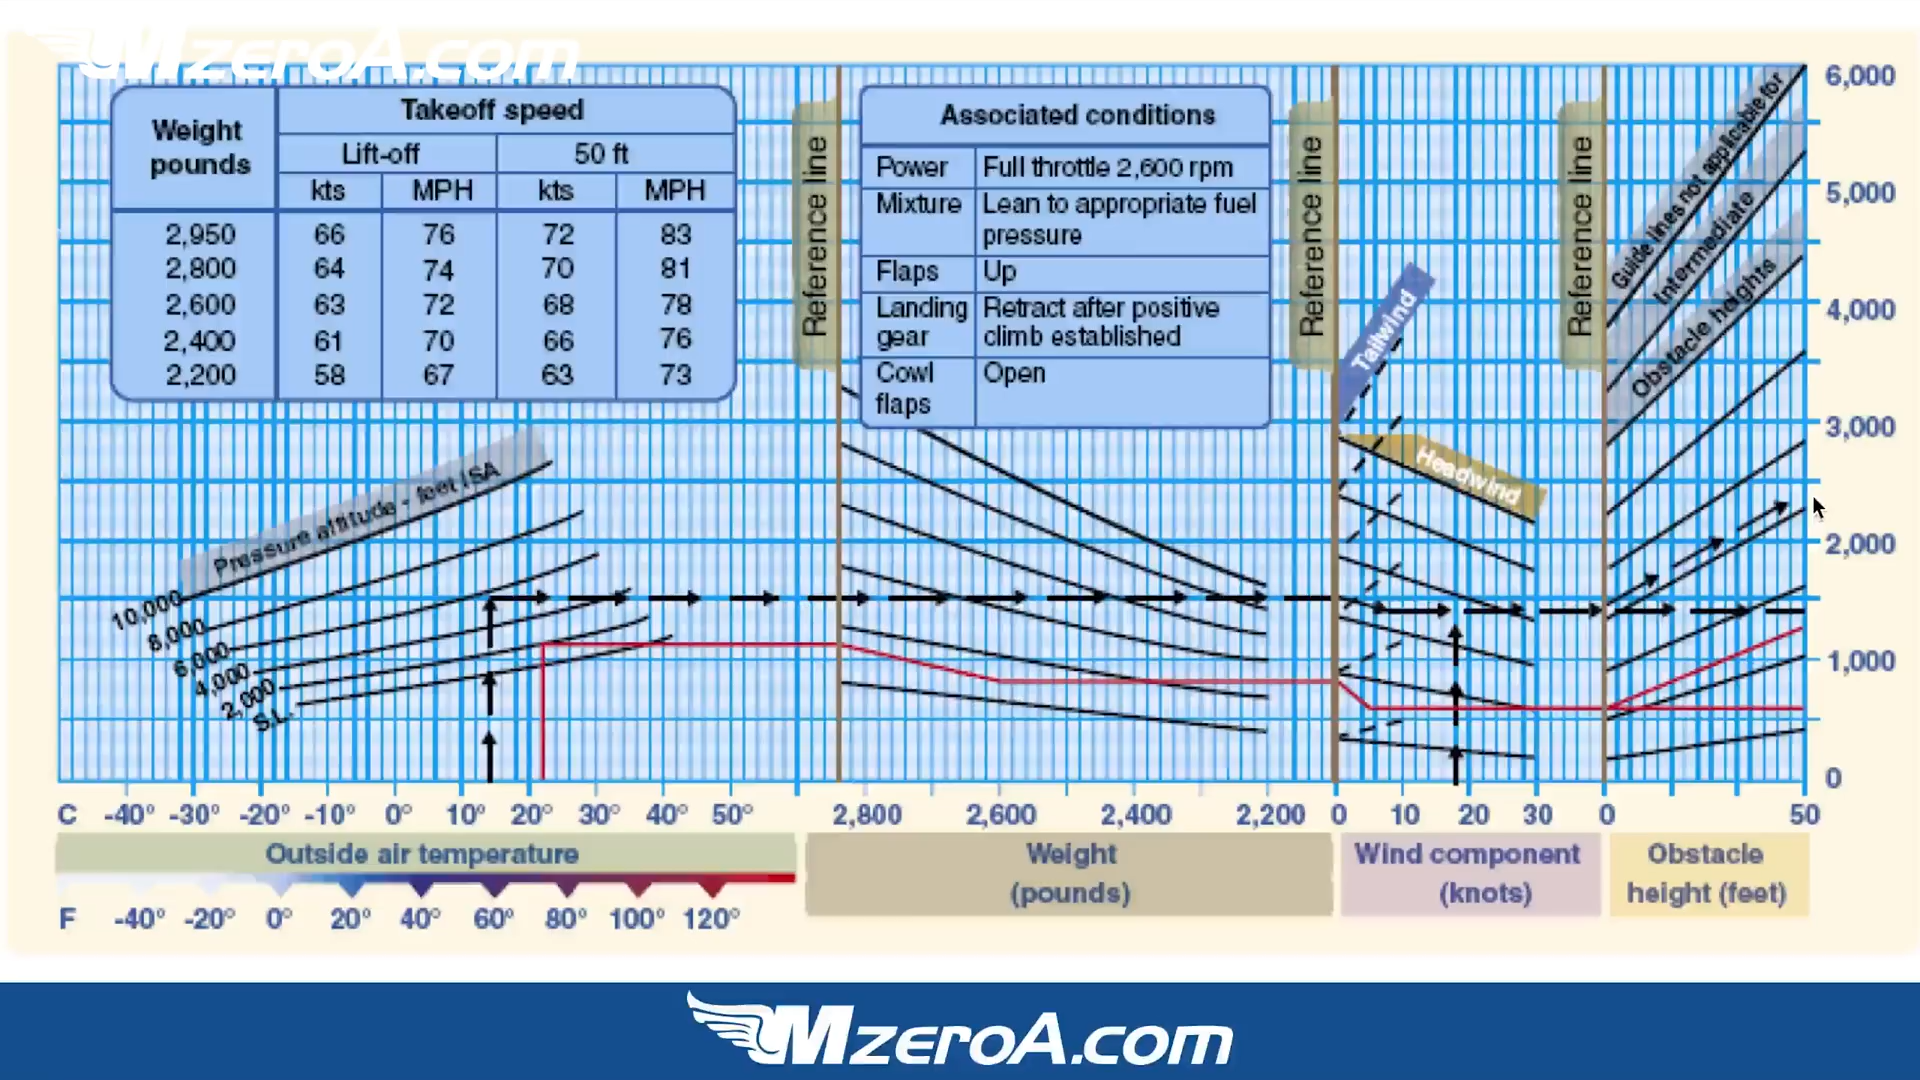 MzeroA.com
Weight
pounds
Takeoff speed
Lift-off
50 ft
kts
MPH
kts
MPH
2,950 66 76 72 83
2,800 64 74 70 81
2,600 63 72 68 78
2,400 61 70 66 76
2,200 58 67 63 73
Reference line
Associated conditions
Power Full throttle 2,600 rpm
Mixture Lean to appropriate fuel
pressure
Flaps Up
Landing Retract after positive
gear climb established
Cowl Open
flaps
Reference line
Reference line
Tailwind
Headwind
Guide lines not applicable for
Intermediate
Obstacle heights
6,000
5,000
4,000
3,000
2,000
1,000
0
Pressure attitude - feet ISA
10,000
8,000
6,000
4,000
2,000
S.L.
C -40° -30° -20° -10° 0° 10° 20° 30° 40° 50°
2,800 2,600 2,400 2,200
0 10 20 30
0 50
Outside air temperature
Weight
(pounds)
Wind component
(knots)
Obstacle
height (feet)
F -40° -20° 0° 20° 40° 60° 80° 100° 120°
MzeroA.com